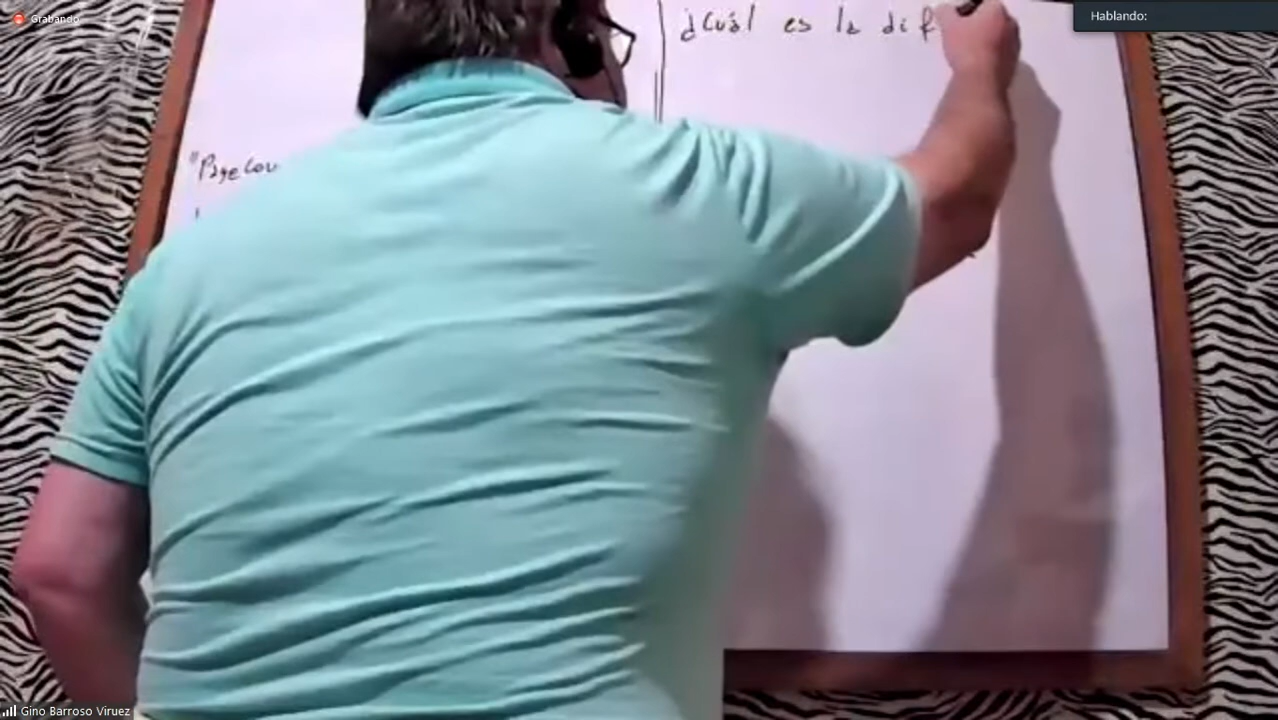 Grabando
Hablando:
¿Cuál es la dif
Gino Barroso Viruez